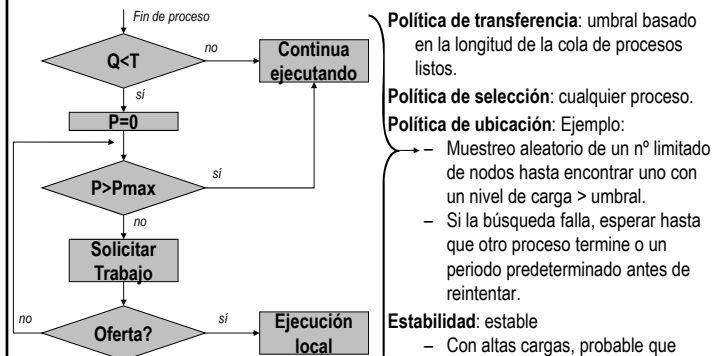 Fin de proceso
Q<T
no
Continua
ejecutando
sí
P=0
P>Pmax
sí
no
Solicitar
Trabajo
no
Oferta?
sí
Ejecución
local
Política de transferencia: umbral basado
en la longitud de la cola de procesos
listos.
Política de selección: cualquier proceso.
Política de ubicación: Ejemplo:
– Muestreo aleatorio de un nº limitado
de nodos hasta encontrar uno con
un nivel de carga > umbral.
– Si la búsqueda falla, esperar hasta
que otro proceso termine o un
periodo predeterminado antes de
reintentar.
Estabilidad: estable
– Con altas cargas, probable que